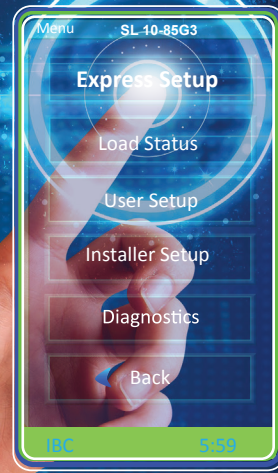 Menu SL 10-85G3
Express Setup
Load Status
User Setup
Installer Setup
Diagnostics
Back
IBC 5:59